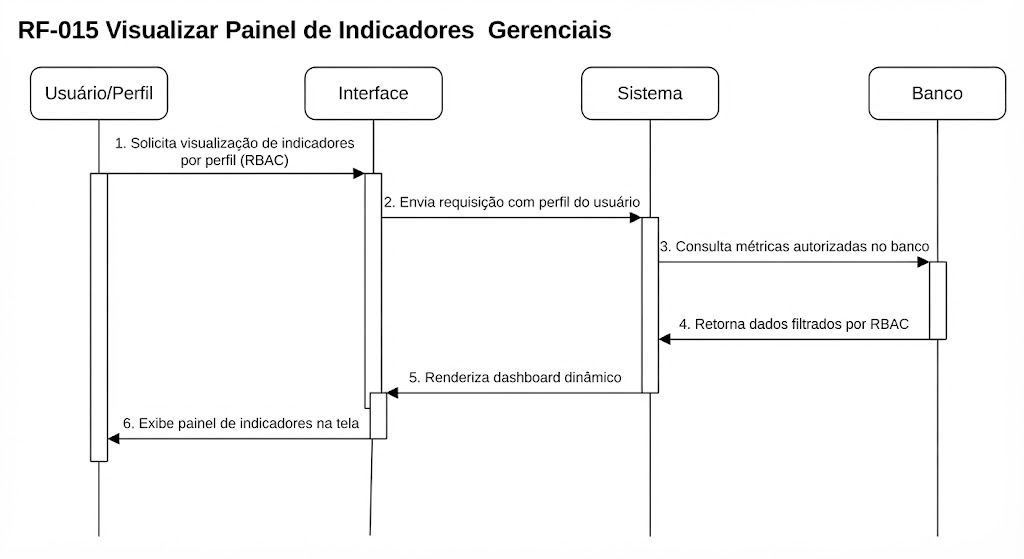 RF-015 Visualizar Painel de Indicadores  Gerenciais
Usuário/Perfil
Interface
Sistema
Banco
1. Solicita visualização de indicadores
por perfil (RBAC)
2. Envia requisição com perfil do usuário
3. Consulta métricas autorizadas no banco
4. Retorna dados filtrados por RBAC
5. Renderiza dashboard dinâmico
6. Exibe painel de indicadores na tela